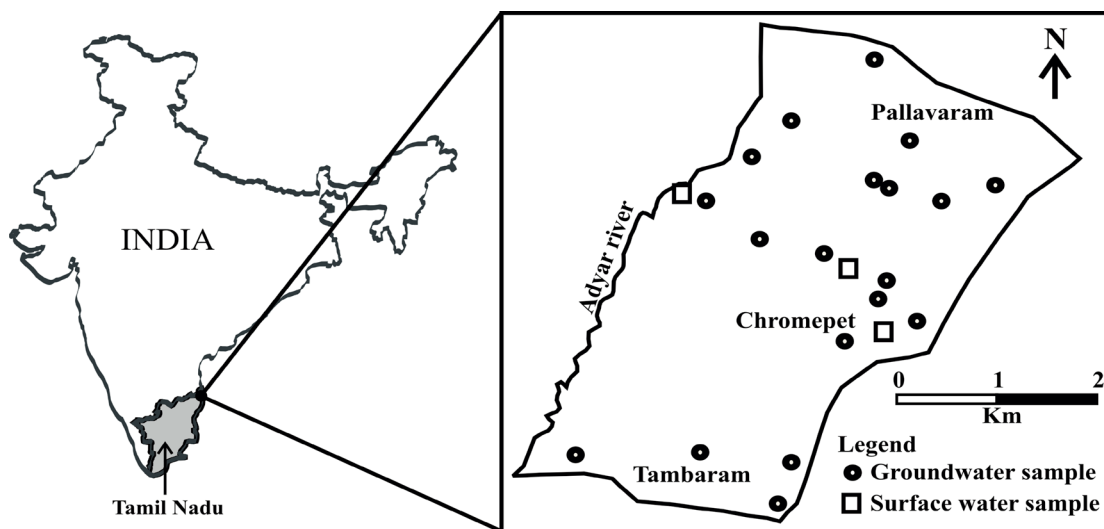 INDIA
Tamil Nadu
N
Pallavaram
Adyar river
Chromepet
Tambaram
0 1 2
Km
Legend
Groundwater sample
Surface water sample